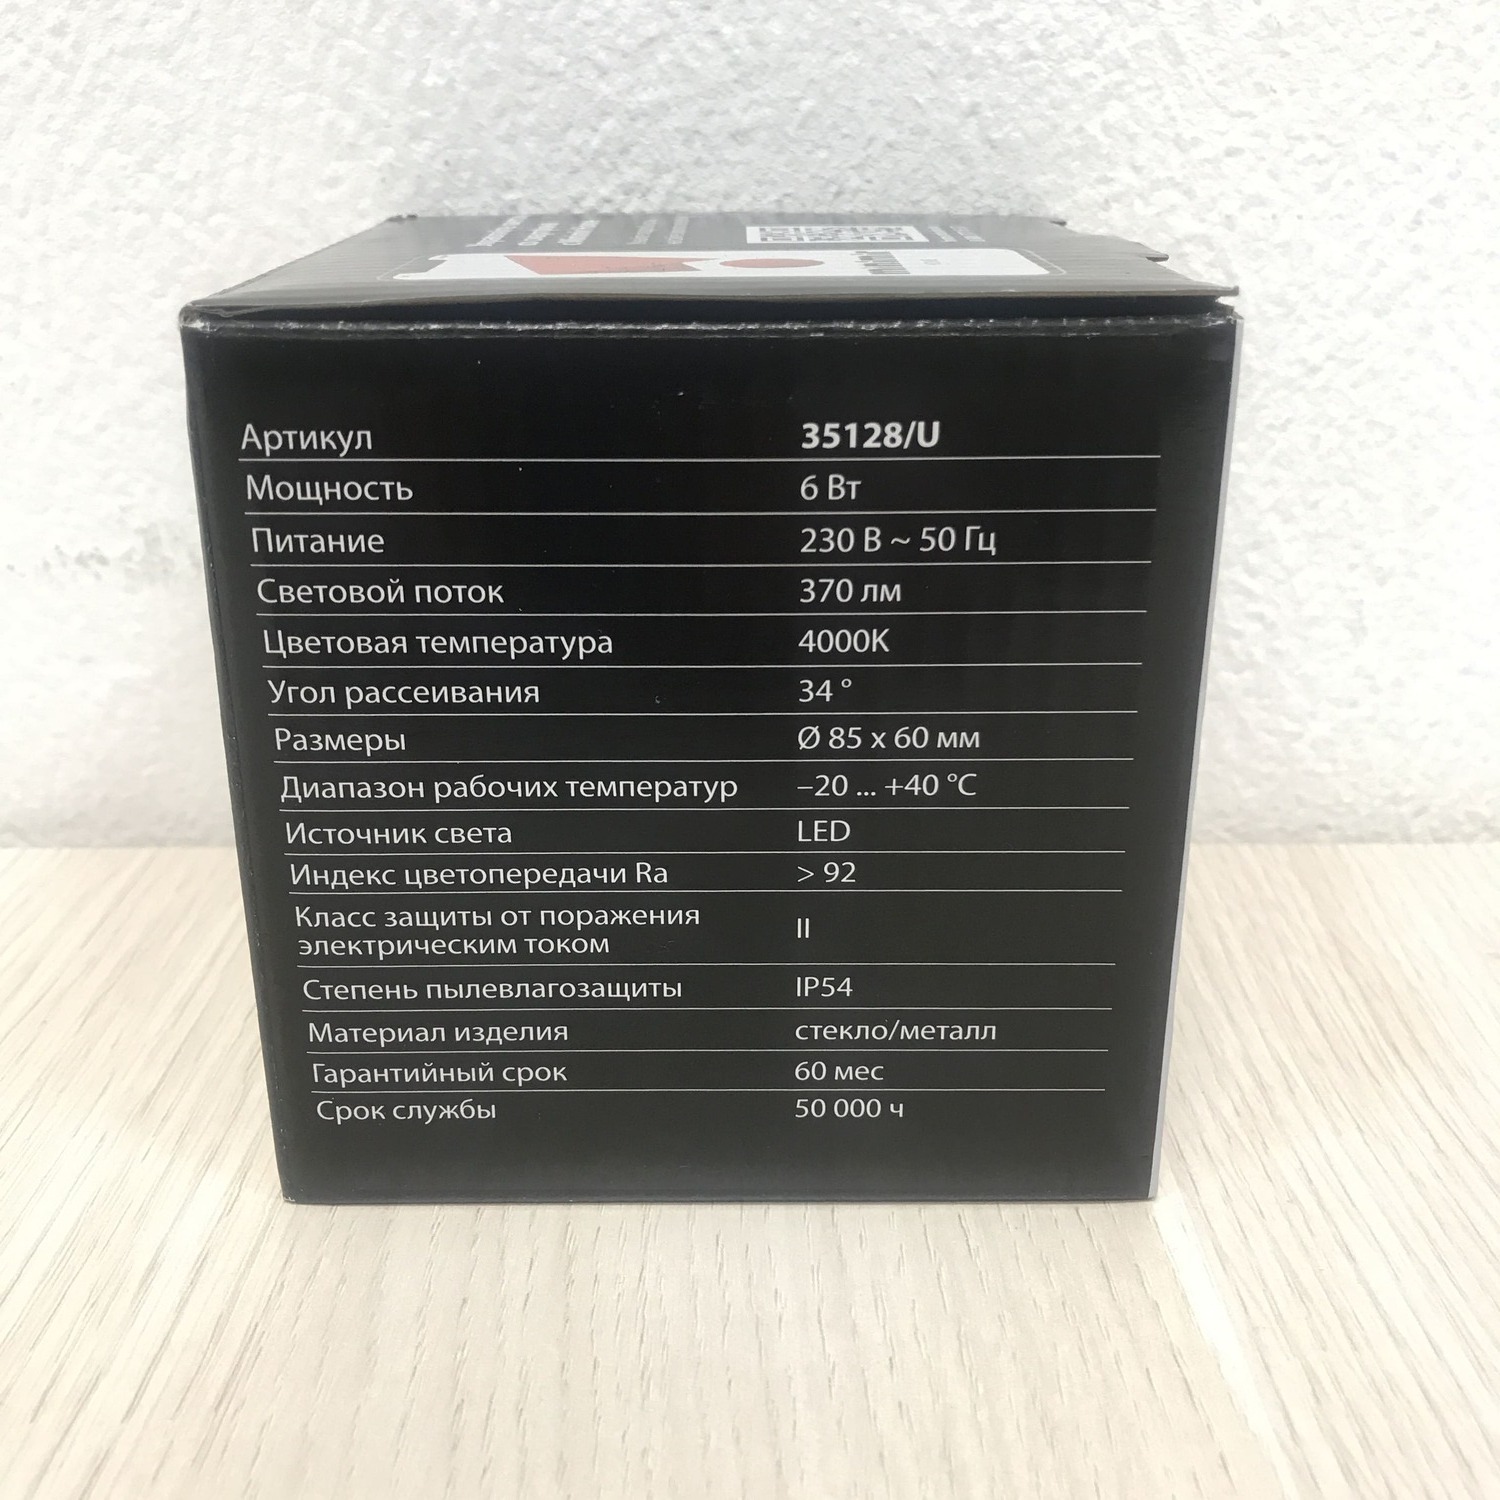 Артикул 35128/U
Мощность 6 Вт
Питание 230 В ~ 50 Гц
Световой поток 370 лм
Цветовая температура 4000K
Угол рассеивания 34 °
Размеры Ø 85 x 60 мм
Диапазон рабочих температур –20 ... +40 °C
Источник света LED
Индекс цветопередачи Ra > 92
Класс защиты от поражения
электрическим током II
Степень пылевлагозащиты IP54
Материал изделия стекло/металл
Гарантийный срок 60 мес
Срок службы 50 000 ч